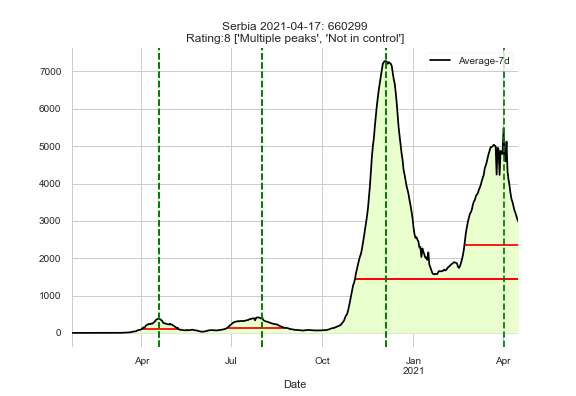 Serbia 2021-04-17: 660299
Rating:8 ['Multiple peaks', 'Not in control']
Average-7d
7000
6000
5000
4000
3000
2000
1000
0
Apr
Jul
Oct
Jan
2021
Apr
Date